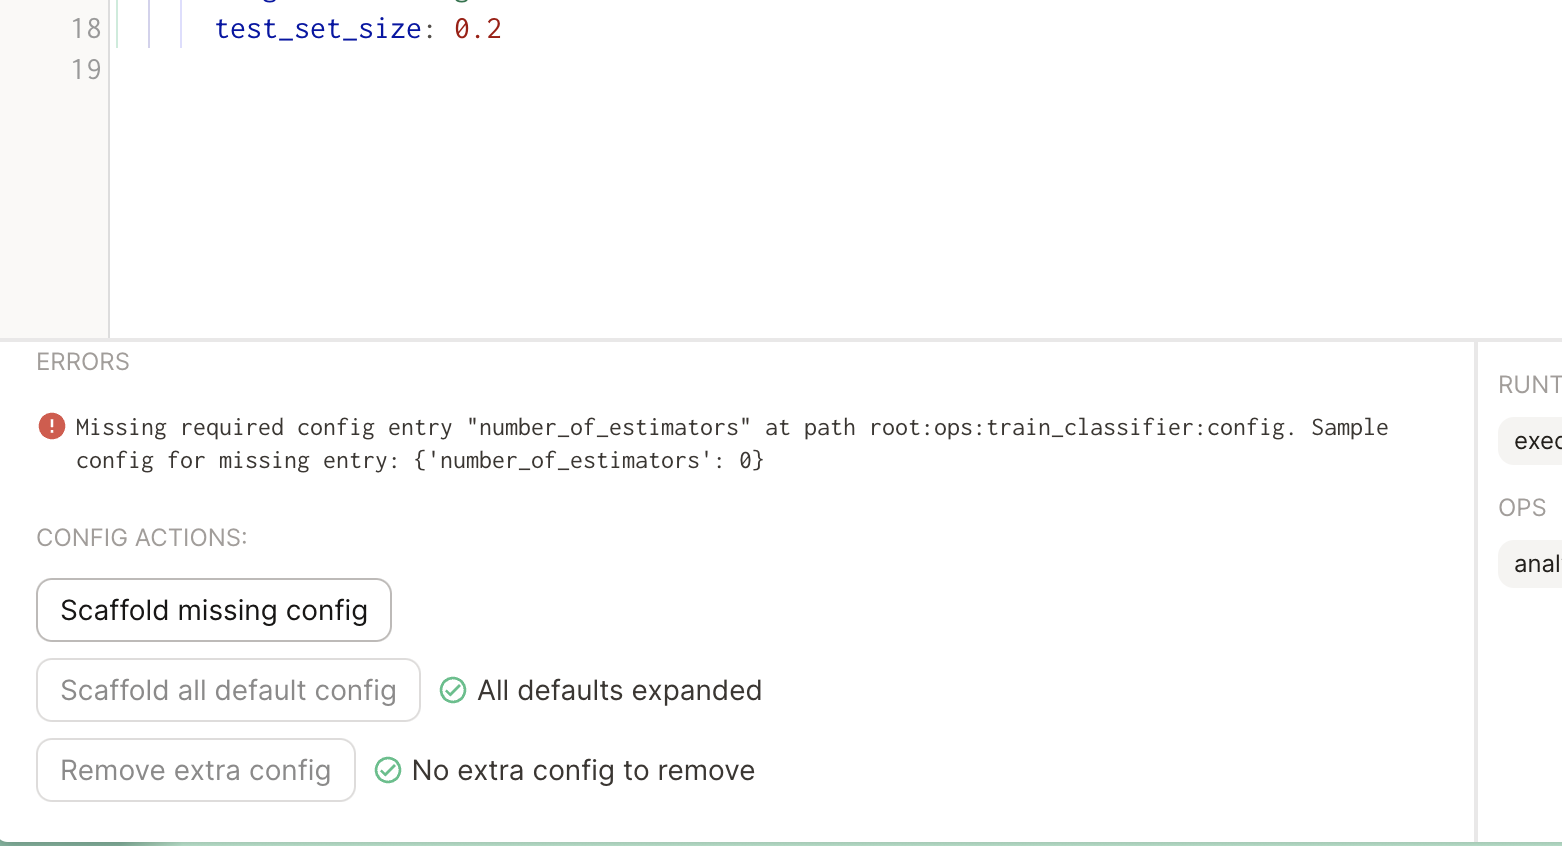 18 test_set_size: 0.2
19
ERRORS
Missing required config entry "number_of_estimators" at path root:ops:train_classifier:config. Sample
config for missing entry: {'number_of_estimators': 0}
CONFIG ACTIONS:
Scaffold missing config
Scaffold all default config All defaults expanded
Remove extra config No extra config to remove
RUNT
exec
OPS
anal